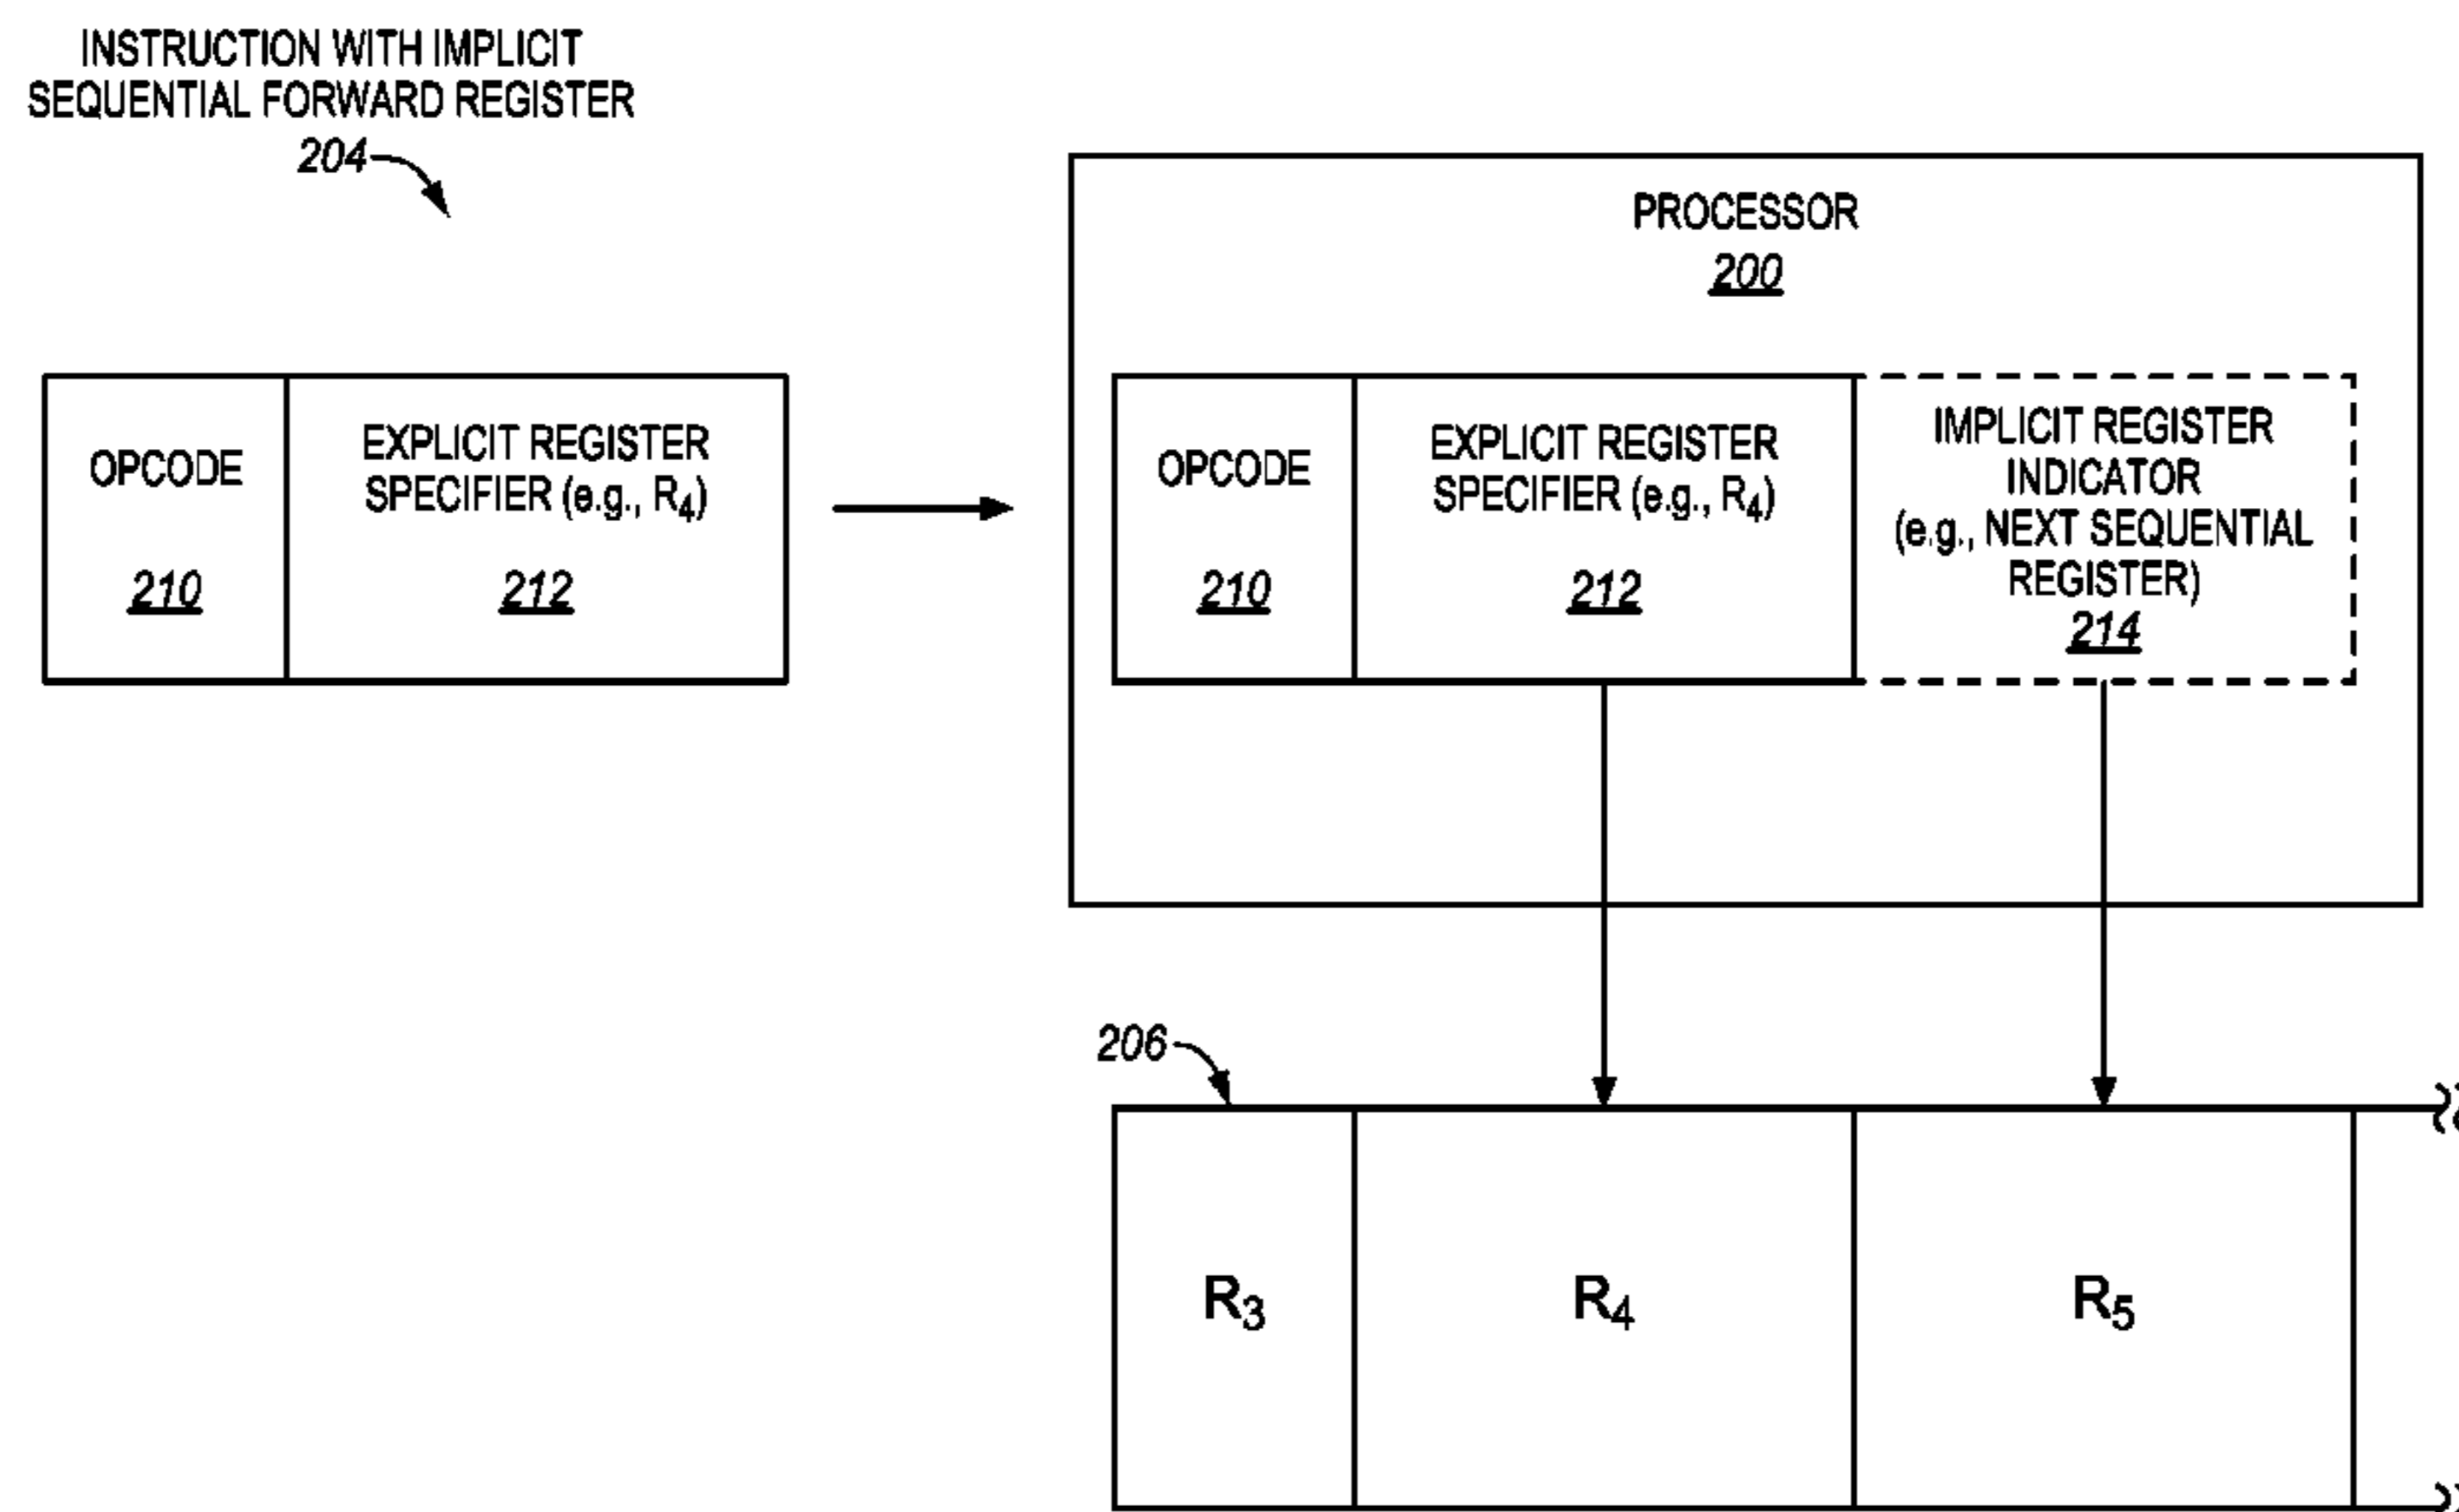 INSTRUCTION WITH IMPLICIT
SEQUENTIAL FORWARD REGISTER
204
OPCODE
210
EXPLICIT REGISTER
SPECIFIER (e.g., R4)
212
PROCESSOR
200
OPCODE
210
EXPLICIT REGISTER
SPECIFIER (e.g., R4)
212
IMPLICIT REGISTER
INDICATOR
(e.g., NEXT SEQUENTIAL
REGISTER)
214
206
R3
R4
R5